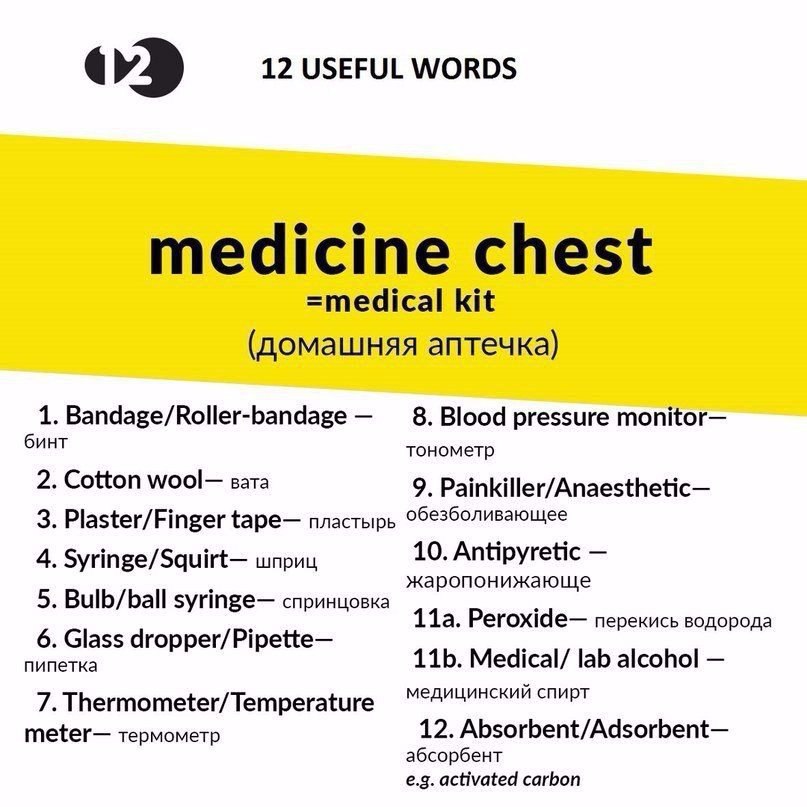 12
12 USEFUL WORDS
medicine chest
=medical kit
(домашняя аптечка)
1. Bandage/Roller-bandage —
бинт
2. Cotton wool— вата
3. Plaster/Finger tape— пластырь
4. Syringe/Squirt— шприц
5. Bulb/ball syringe— спринцовка
6. Glass dropper/Pipette—
пипетка
7. Thermometer/Temperature
meter— термометр
8. Blood pressure monitor—
тонометр
9. Painkiller/Anaesthetic—
обезболивающее
10. Antipyretic —
жаропонижающе
11a. Peroxide— перекись водорода
11b. Medical/ lab alcohol —
медицинский спирт
12. Absorbent/Adsorbent—
абсорбент
e.g. activated carbon